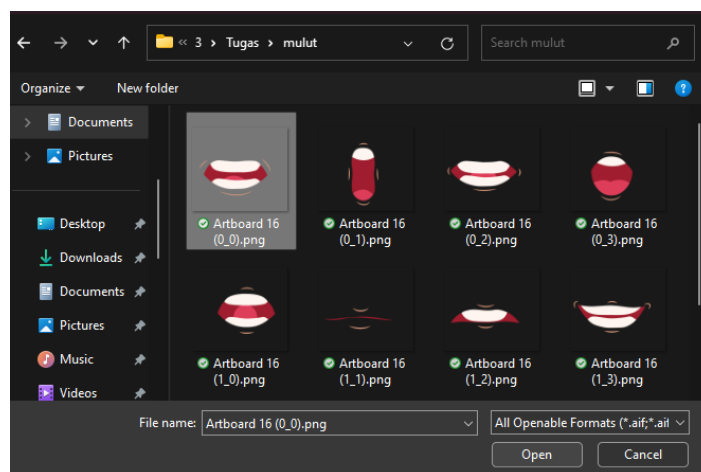 « 3 > Tugas > mulut
Search mulut
Organize
New folder
?
Documents
Pictures
Desktop
Downloads
Documents
Pictures
Music
Videos
Artboard 16
(0_0).png
Artboard 16
(0_1).png
Artboard 16
(0_2).png
Artboard 16
(0_3).png
Artboard 16
(1_0).png
Artboard 16
(1_1).png
Artboard 16
(1_2).png
Artboard 16
(1_3).png
File name: Artboard 16 (0_0).png
All Openable Formats (*.aif;*.aif
Open
Cancel